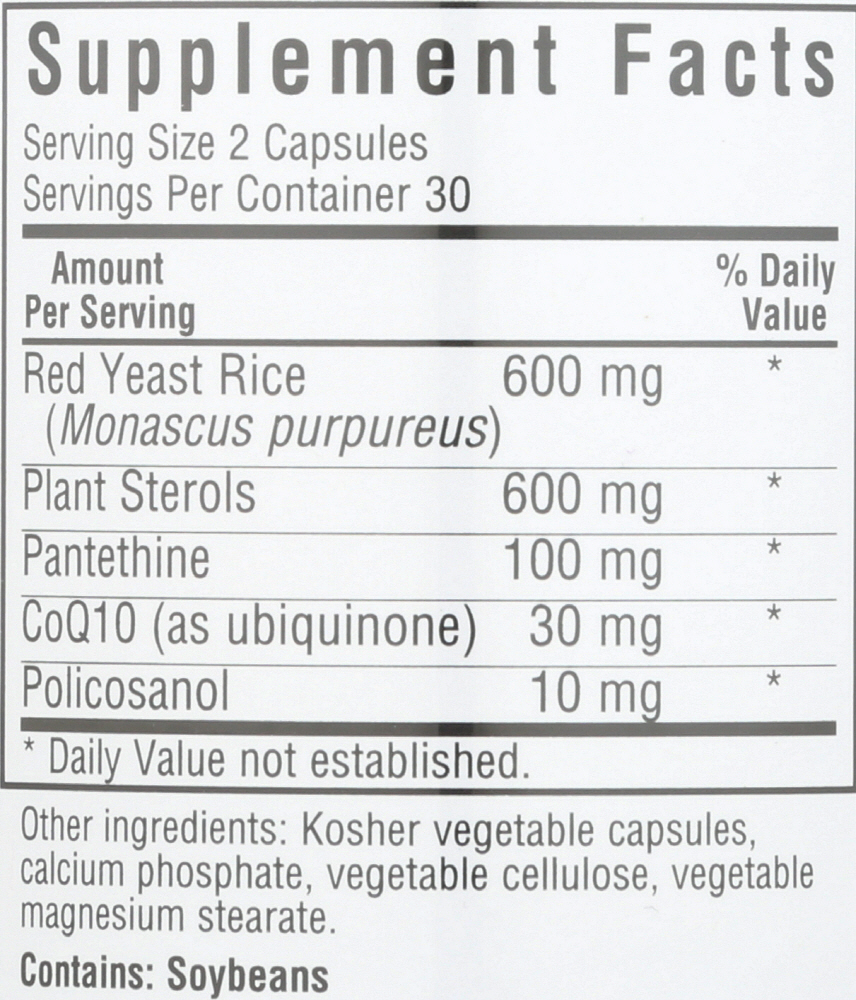 Supplement Facts
Serving Size 2 Capsules
Servings Per Container 30
Amount % Daily
Per Serving Value
Red Yeast Rice 600 mg *
(Monascus purpureus)
Plant Sterols 600 mg *
Pantethine 100 mg *
CoQ10 (as ubiquinone) 30 mg *
Policosanol 10 mg *
* Daily Value not established.
Other ingredients: Kosher vegetable capsules,
calcium phosphate, vegetable cellulose, vegetable
magnesium stearate.
Contains: Soybeans